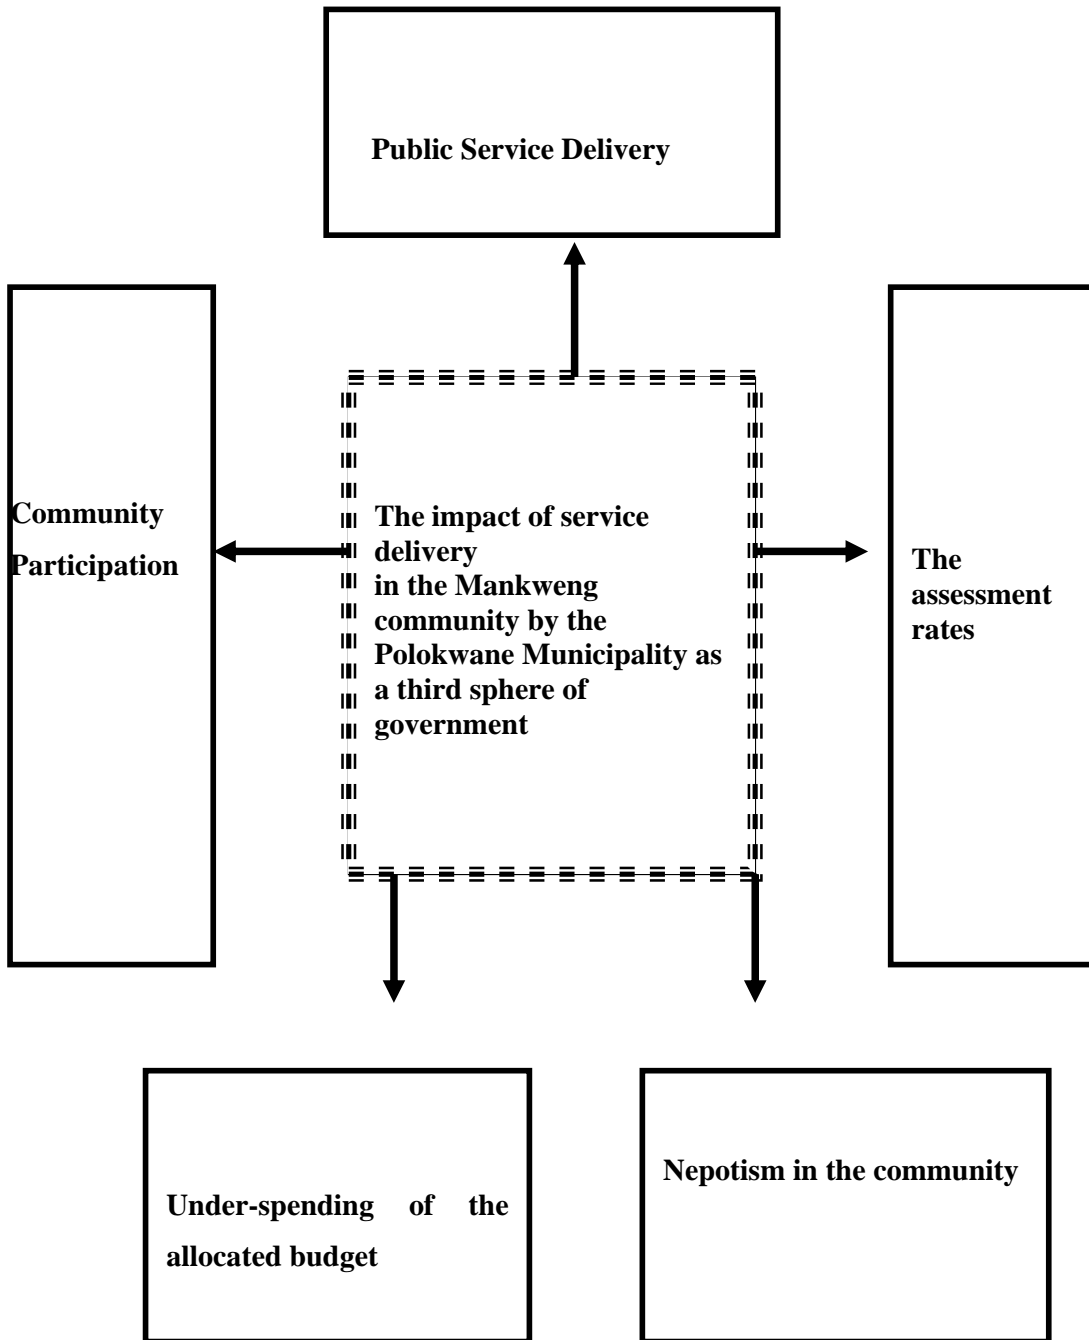 Public Service Delivery
Community
Participation
The impact of service
delivery
in the Mankweng
community by the
Polokwane Municipality as
a third sphere of
government
The
assessment
rates
Under-spending of the
allocated budget
Nepotism in the community